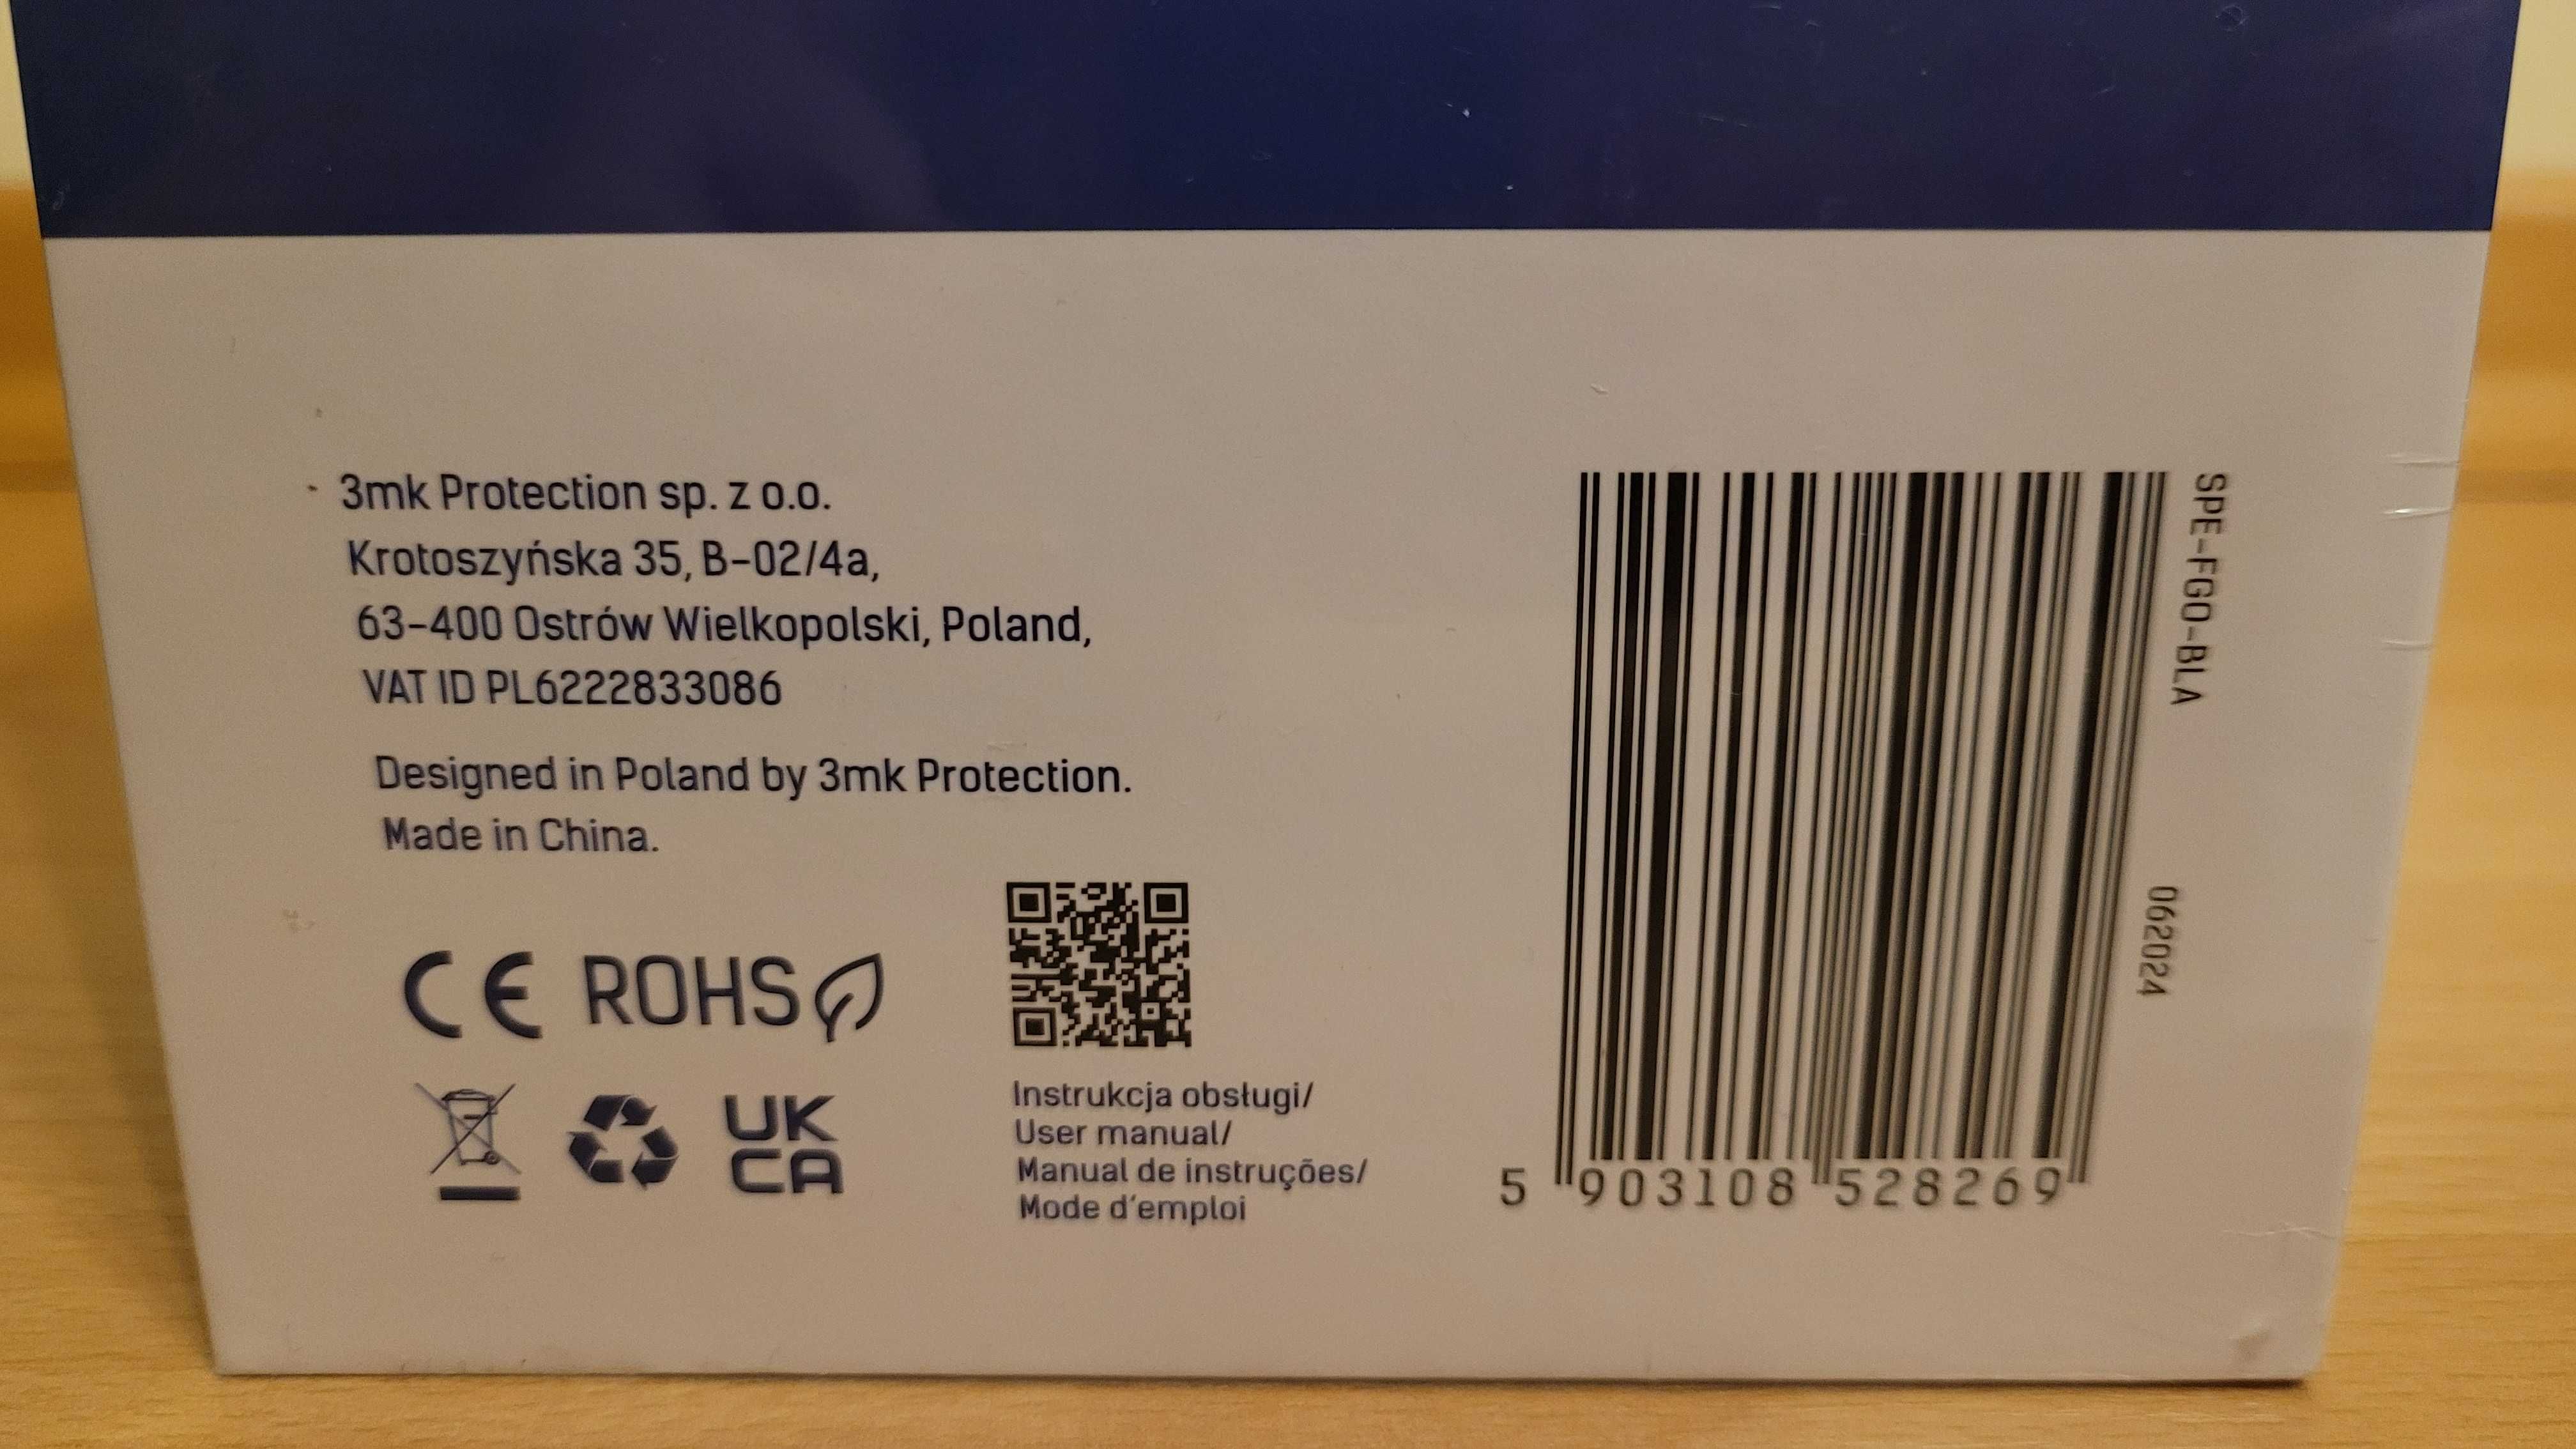 3mk Protection sp. z o.o.
Krotoszyńska 35, B-02/4a,
63-400 Ostrów Wielkopolski, Poland,
VAT ID PL6222833086
Designed in Poland by 3mk Protection.
Made in China.
CE ROHS
UK
CA
Instrukcja obsługi/
User manual/
Manual de instruções/
Mode d'emploi
5 903108 528269
SPE-FGO-BLA
062024